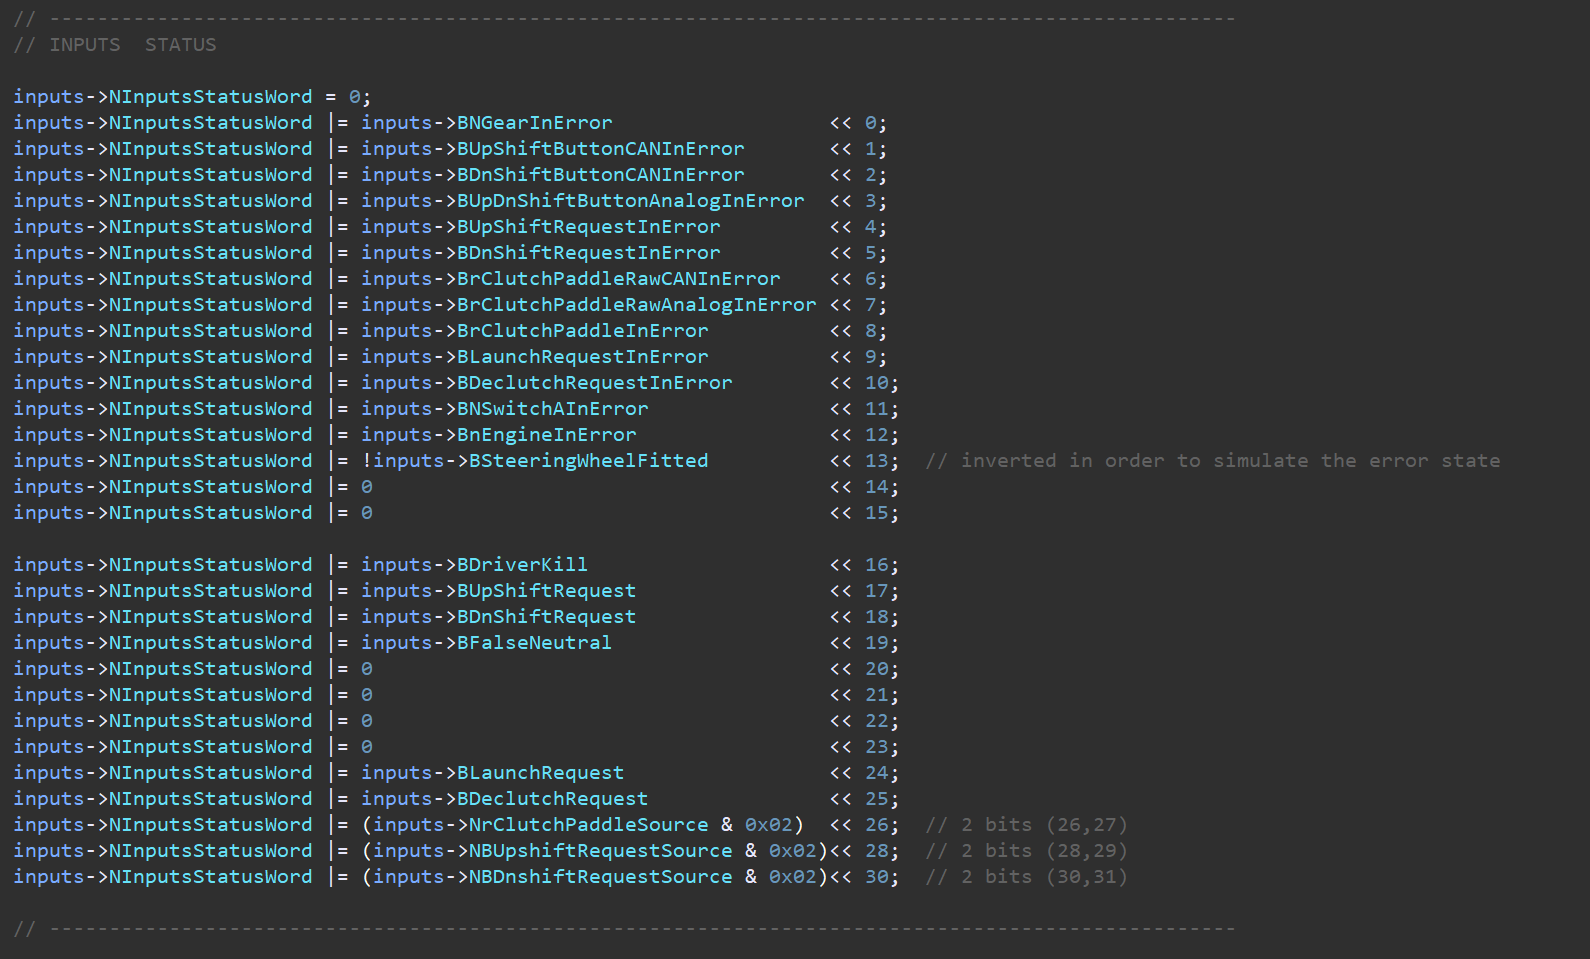 // ---------------------------------------------------------------------------------------------------
// INPUTS  STATUS
inputs->NInputsStatusWord = 0;
inputs->NInputsStatusWord |= inputs->BNGearInError                  << 0;
inputs->NInputsStatusWord |= inputs->BUpShiftButtonCANInError       << 1;
inputs->NInputsStatusWord |= inputs->BDnShiftButtonCANInError       << 2;
inputs->NInputsStatusWord |= inputs->BUpDnShiftButtonAnalogInError  << 3;
inputs->NInputsStatusWord |= inputs->BUpShiftRequestInError         << 4;
inputs->NInputsStatusWord |= inputs->BDnShiftRequestInError         << 5;
inputs->NInputsStatusWord |= inputs->BrClutchPaddleRawCANInError    << 6;
inputs->NInputsStatusWord |= inputs->BrClutchPaddleRawAnalogInError << 7;
inputs->NInputsStatusWord |= inputs->BrClutchPaddleInError          << 8;
inputs->NInputsStatusWord |= inputs->BLaunchRequestInError          << 9;
inputs->NInputsStatusWord |= inputs->BDeclutchRequestInError        << 10;
inputs->NInputsStatusWord |= inputs->BNSwitchAInError               << 11;
inputs->NInputsStatusWord |= inputs->BnEngineInError                << 12;
inputs->NInputsStatusWord |= !inputs->BSteeringWheelFitted          << 13;  // inverted in order to simulate the error state
inputs->NInputsStatusWord |= 0                                      << 14;
inputs->NInputsStatusWord |= 0                                      << 15;
inputs->NInputsStatusWord |= inputs->BDriverKill                    << 16;
inputs->NInputsStatusWord |= inputs->BUpShiftRequest                << 17;
inputs->NInputsStatusWord |= inputs->BDnShiftRequest                << 18;
inputs->NInputsStatusWord |= inputs->BFalseNeutral                  << 19;
inputs->NInputsStatusWord |= 0                                      << 20;
inputs->NInputsStatusWord |= 0                                      << 21;
inputs->NInputsStatusWord |= 0                                      << 22;
inputs->NInputsStatusWord |= 0                                      << 23;
inputs->NInputsStatusWord |= inputs->BLaunchRequest                 << 24;
inputs->NInputsStatusWord |= inputs->BDeclutchRequest               << 25;
inputs->NInputsStatusWord |= (inputs->NrClutchPaddleSource & 0x02)  << 26;  // 2 bits (26,27)
inputs->NInputsStatusWord |= (inputs->NBUpshiftRequestSource & 0x02)<< 28;  // 2 bits (28,29)
inputs->NInputsStatusWord |= (inputs->NBDnshiftRequestSource & 0x02)<< 30;  // 2 bits (30,31)
// ---------------------------------------------------------------------------------------------------